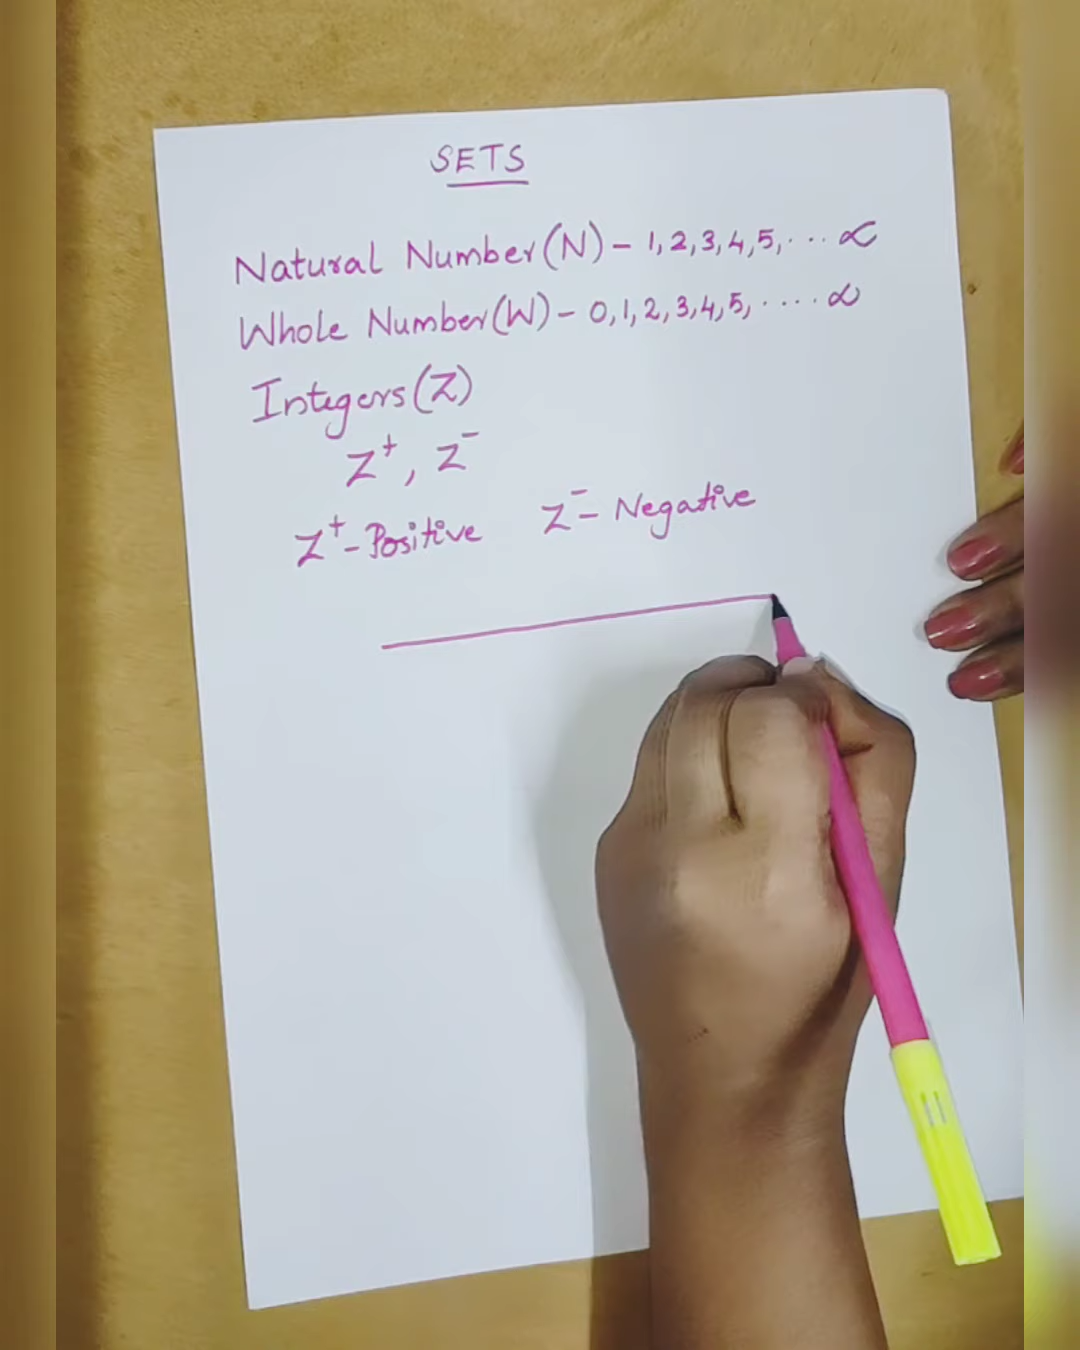 SETS
Natural Number(N) - 1, 2, 3, 4, 5, ... ∝
Whole Number(W) - 0, 1, 2, 3, 4, 5, .... ∝
Integers(Z)
Z⁺, Z⁻
Z⁺ - Positive Z⁻ - Negative